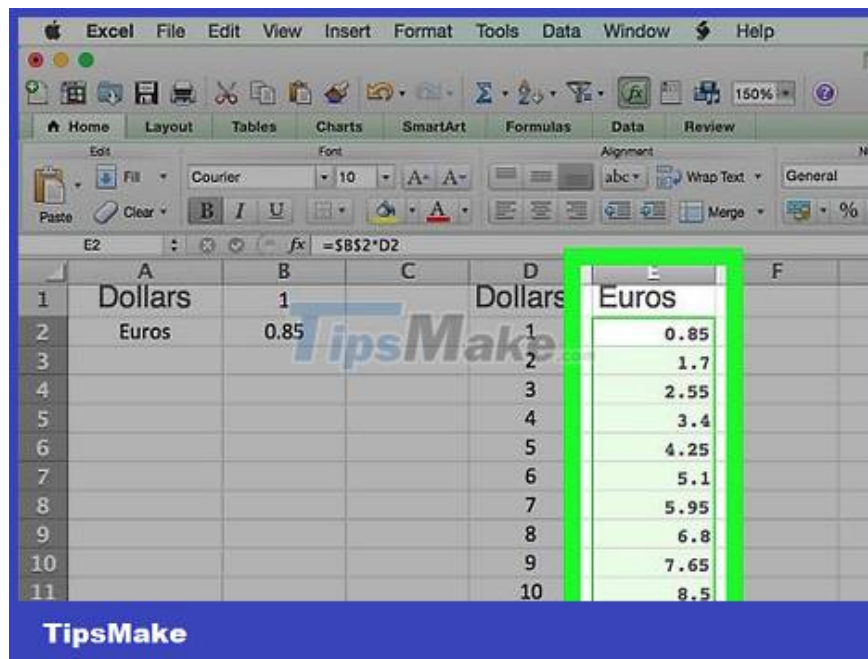 Excel File Edit View Insert Format Tools Data Window Help
150%
Home Layout Tables Charts SmartArt Formulas Data Review
Edit Font Alignment N
Fill Courier 10 A A abc Wrap Text General
Paste Clear B I U A Merge %
E2 fx =$B$2*D2
A B C D E F
1 Dollars 1 Dollars Euros
2 Euros 0.85 1 0.85
TipsMake.com
3 2 1.7
4 3 2.55
5 4 3.4
6 5 4.25
7 6 5.1
8 7 5.95
9 8 6.8
10 9 7.65
11 10 8.5
TipsMake